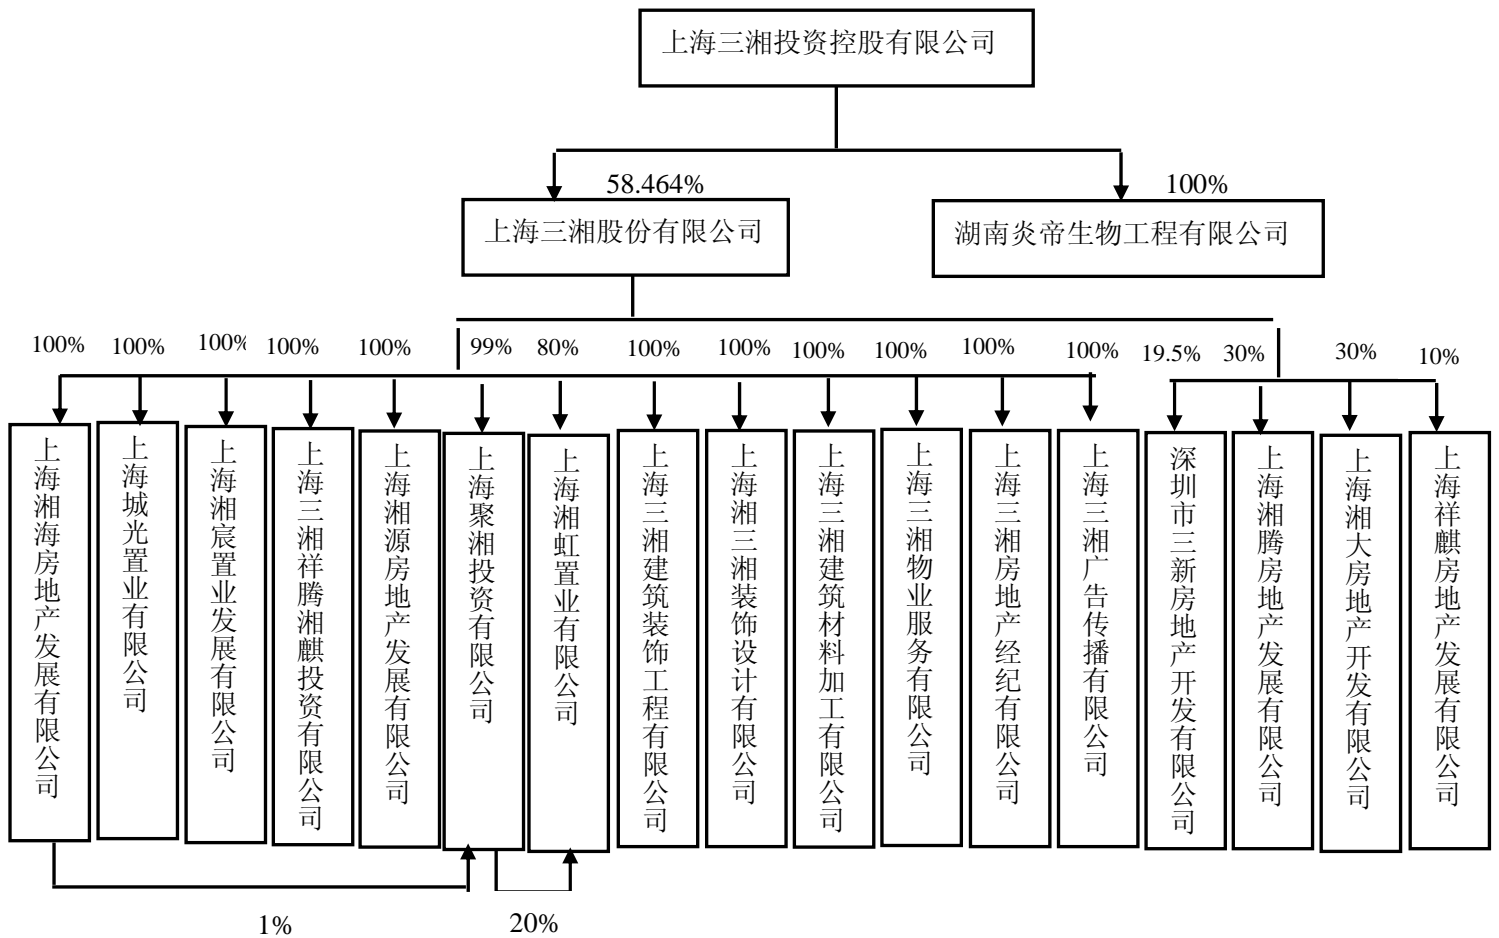 上海三湘投资控股有限公司
58.464%
100%
上海三湘股份有限公司
湖南炎帝生物工程有限公司
100%
100%
100%
100%
100%
99%
80%
100%
100%
100%
100%
100%
100%
19.5%
30%
30%
10%
上海湘海房地产发展有限公司
上海城光置业有限公司
上海湘宸置业发展有限公司
上海三湘祥腾湘麒投资有限公司
上海湘源房地产发展有限公司
上海聚湘投资有限公司
上海湘虹置业有限公司
上海三湘建筑装饰工程有限公司
上海湘三湘装饰设计有限公司
上海三湘建筑材料加工有限公司
上海三湘物业服务有限公司
上海三湘房地产经纪有限公司
上海三湘广告传播有限公司
深圳市三新房地产开发有限公司
上海湘腾房地产发展有限公司
上海湘大房地产开发有限公司
上海祥麒房地产发展有限公司
1%
20%